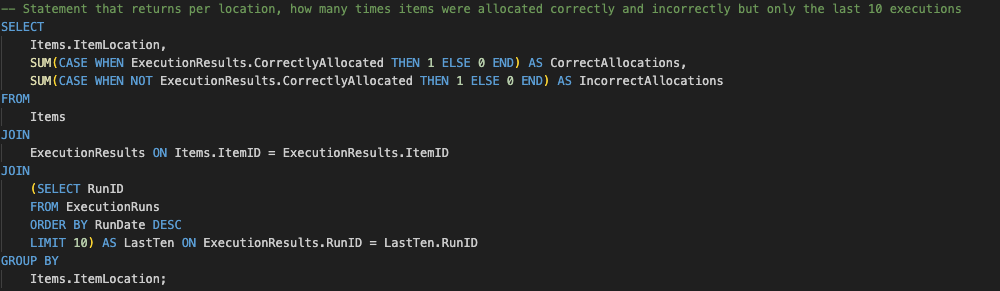 -- Statement that returns per location, how many times items were allocated correctly and incorrectly but only the last 10 executions
SELECT
    Items.ItemLocation,
    SUM(CASE WHEN ExecutionResults.CorrectlyAllocated THEN 1 ELSE 0 END) AS CorrectAllocations,
    SUM(CASE WHEN NOT ExecutionResults.CorrectlyAllocated THEN 1 ELSE 0 END) AS IncorrectAllocations
FROM
    Items
JOIN
    ExecutionResults ON Items.ItemID = ExecutionResults.ItemID
JOIN
    (SELECT RunID
    FROM ExecutionRuns
    ORDER BY RunDate DESC
    LIMIT 10) AS LastTen ON ExecutionResults.RunID = LastTen.RunID
GROUP BY
    Items.ItemLocation;